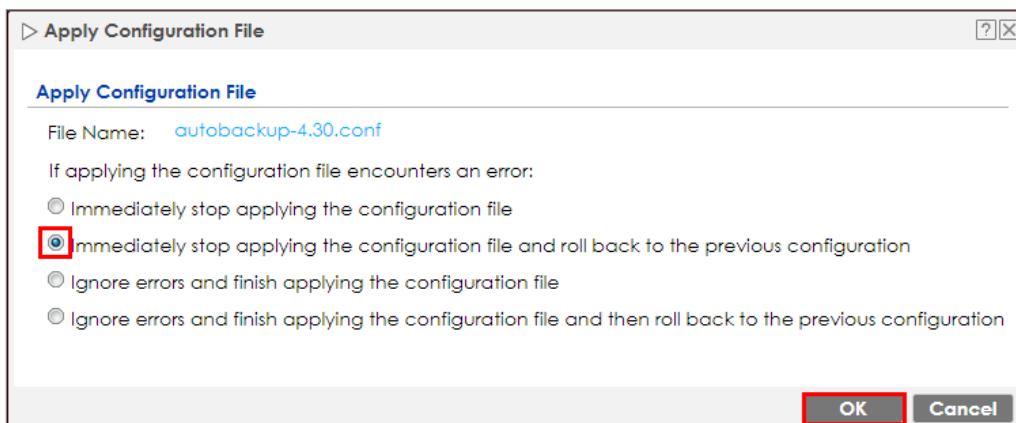 Apply Configuration File
Apply Configuration File
File Name: autobackup-4.30.conf
If applying the configuration file encounters an error:
Immediately stop applying the configuration file
Immediately stop applying the configuration file and roll back to the previous configuration
Ignore errors and finish applying the configuration file
Ignore errors and finish applying the configuration file and then roll back to the previous configuration
OK Cancel